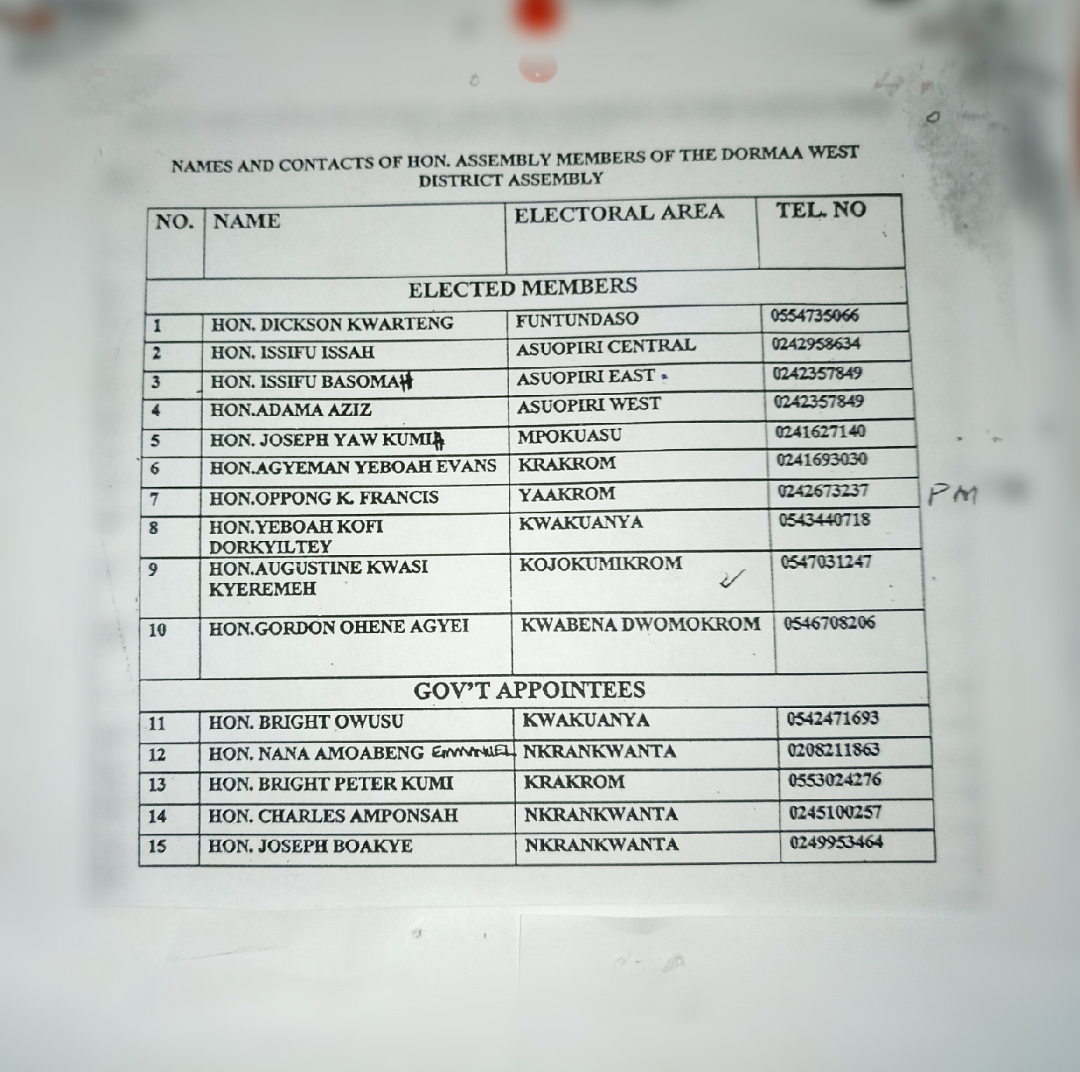 NAMES AND CONTACTS OF HON. ASSEMBLY MEMBERS OF THE DORMAA WEST
DISTRICT ASSEMBLY
NO. NAME ELECTORAL AREA TEL. NO
ELECTED MEMBERS
1 HON. DICKSON KWARTENG FUNTUNDASO 0554735066
2 HON. ISSIFU ISSAH ASUOPIRI CENTRAL 0242958634
3 HON. ISSIFU BASOMAH ASUOPIRI EAST 0242357849
4 HON.ADAMA AZIZ ASUOPIRI WEST 0242357849
5 HON. JOSEPH YAW KUMIA MPOKUASU 0241627140
6 HON.AGYEMAN YEBOAH EVANS KRAKROM 0241693030
7 HON.OPPONG K. FRANCIS YAAKROM 0242673237 PM
8 HON.YEBOAH KOFI KWAKUANYA 0543440718
DORKYILTEY
9 HON.AUGUSTINE KWASI KOJOKUMIKROM 0547031247
KYEREMEH
10 HON.GORDON OHENE AGYEI KWABENA DWOMOKROM 0546708206
GOV'T APPOINTEES
11 HON. BRIGHT OWUSU KWAKUANYA 0542471693
12 HON. NANA AMOABENG EMMANUEL NKRANKWANTA 0208211863
13 HON. BRIGHT PETER KUMI KRAKROM 0553024276
14 HON. CHARLES AMPONSAH NKRANKWANTA 0245100257
15 HON. JOSEPH BOAKYE NKRANKWANTA 0249953464